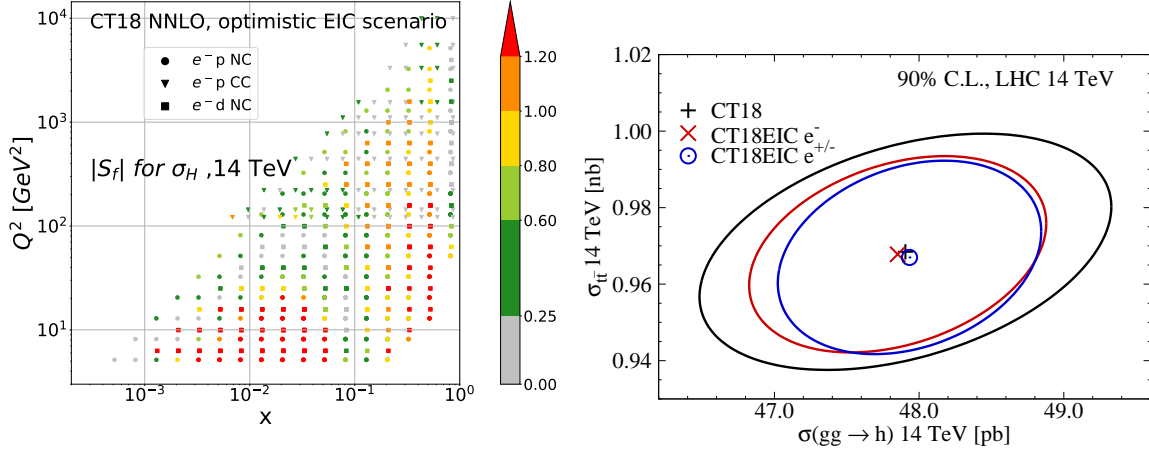 CT18 NNLO, optimistic EIC scenario
e⁻p NC
e⁻p CC
e⁻d NC
|S_f| for σ_H ,14 TeV
Q² [GeV²]
10⁴
10³
10²
10¹
10⁻³
10⁻²
10⁻¹
10⁰
x
1.20
1.00
0.80
0.60
0.25
0.00
90% C.L., LHC 14 TeV
CT18
CT18EIC e⁻
CT18EIC e⁺/⁻
σ_tt̄ 14 TeV [nb]
1.02
1.00
0.98
0.96
0.94
47.0
48.0
49.0
σ(gg → h) 14 TeV [pb]